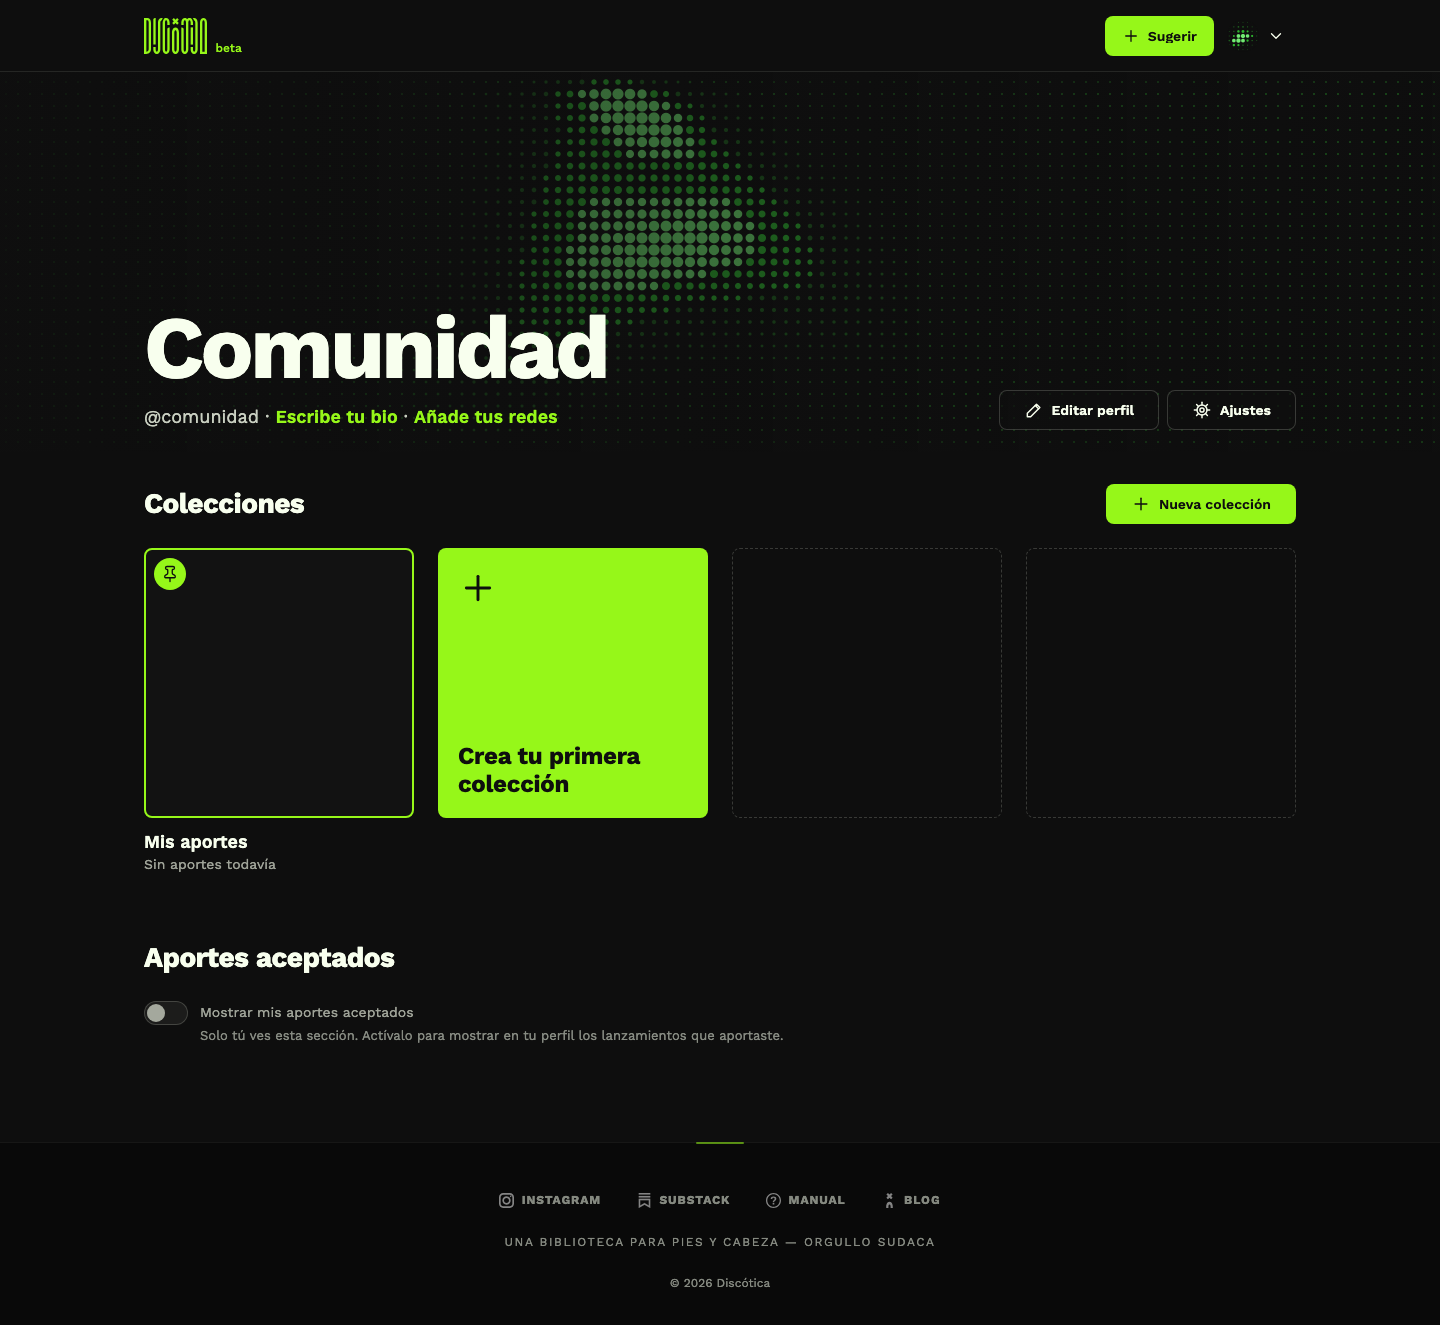 DISCÓTICA beta
Sugerir
Comunidad
@comunidad · Escribe tu bio · Añade tus redes
Editar perfil
Ajustes
Colecciones
Nueva colección
Crea tu primera
colección
Mis aportes
Sin aportes todavía
Aportes aceptados
Mostrar mis aportes aceptados
Solo tú ves esta sección. Actívalo para mostrar en tu perfil los lanzamientos que aportaste.
INSTAGRAM
SUBSTACK
MANUAL
BLOG
UNA BIBLIOTECA PARA PIES Y CABEZA — ORGULLO SUDACA
© 2026 Discótica